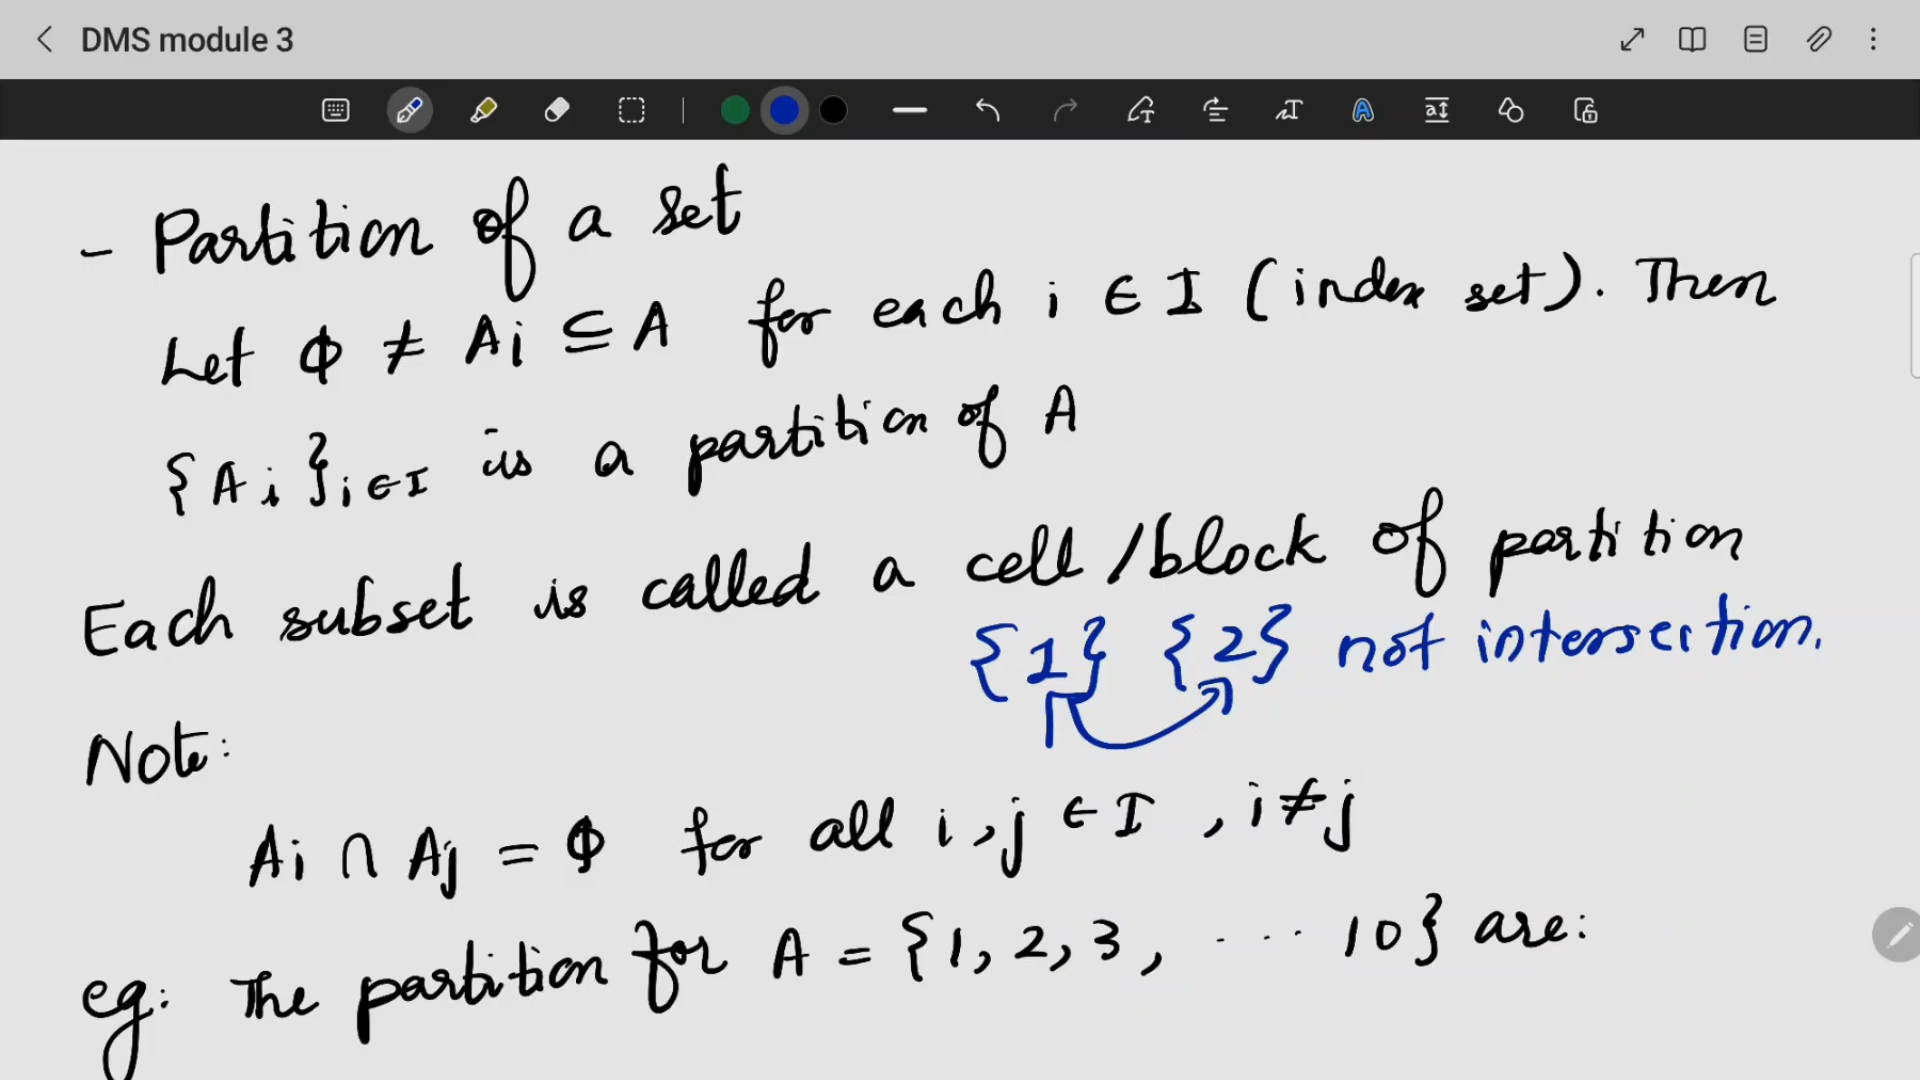 DMS module 3
- Partition of a set
Let Φ ≠ Ai ⊆ A for each i ∈ I (index set). Then
{Ai}i∈I is a partition of A
Each subset is called a cell/block of partition
{1} {2} not intersection.
Note:
Ai ∩ Aj = Φ for all i,j ∈ I , i≠j
eg: The partition for A = {1, 2, 3, ..... 10} are: